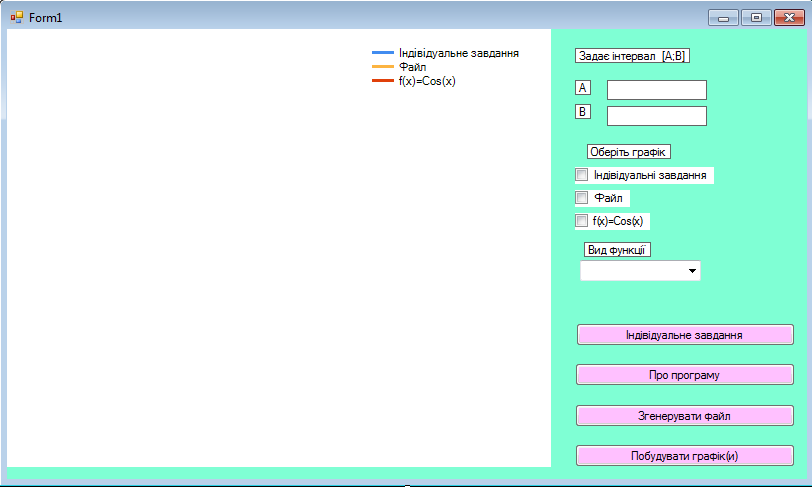 Form1
Індівідуальне завдання
Файл
f(x)=Cos(x)
Задає інтервал [A;B]
A
B
Оберіть графік
Індівідуальні завдання
Файл
f(x)=Cos(x)
Вид функції
Індівідуальне завдання
Про програму
Згенерувати файл
Побудувати графік(и)